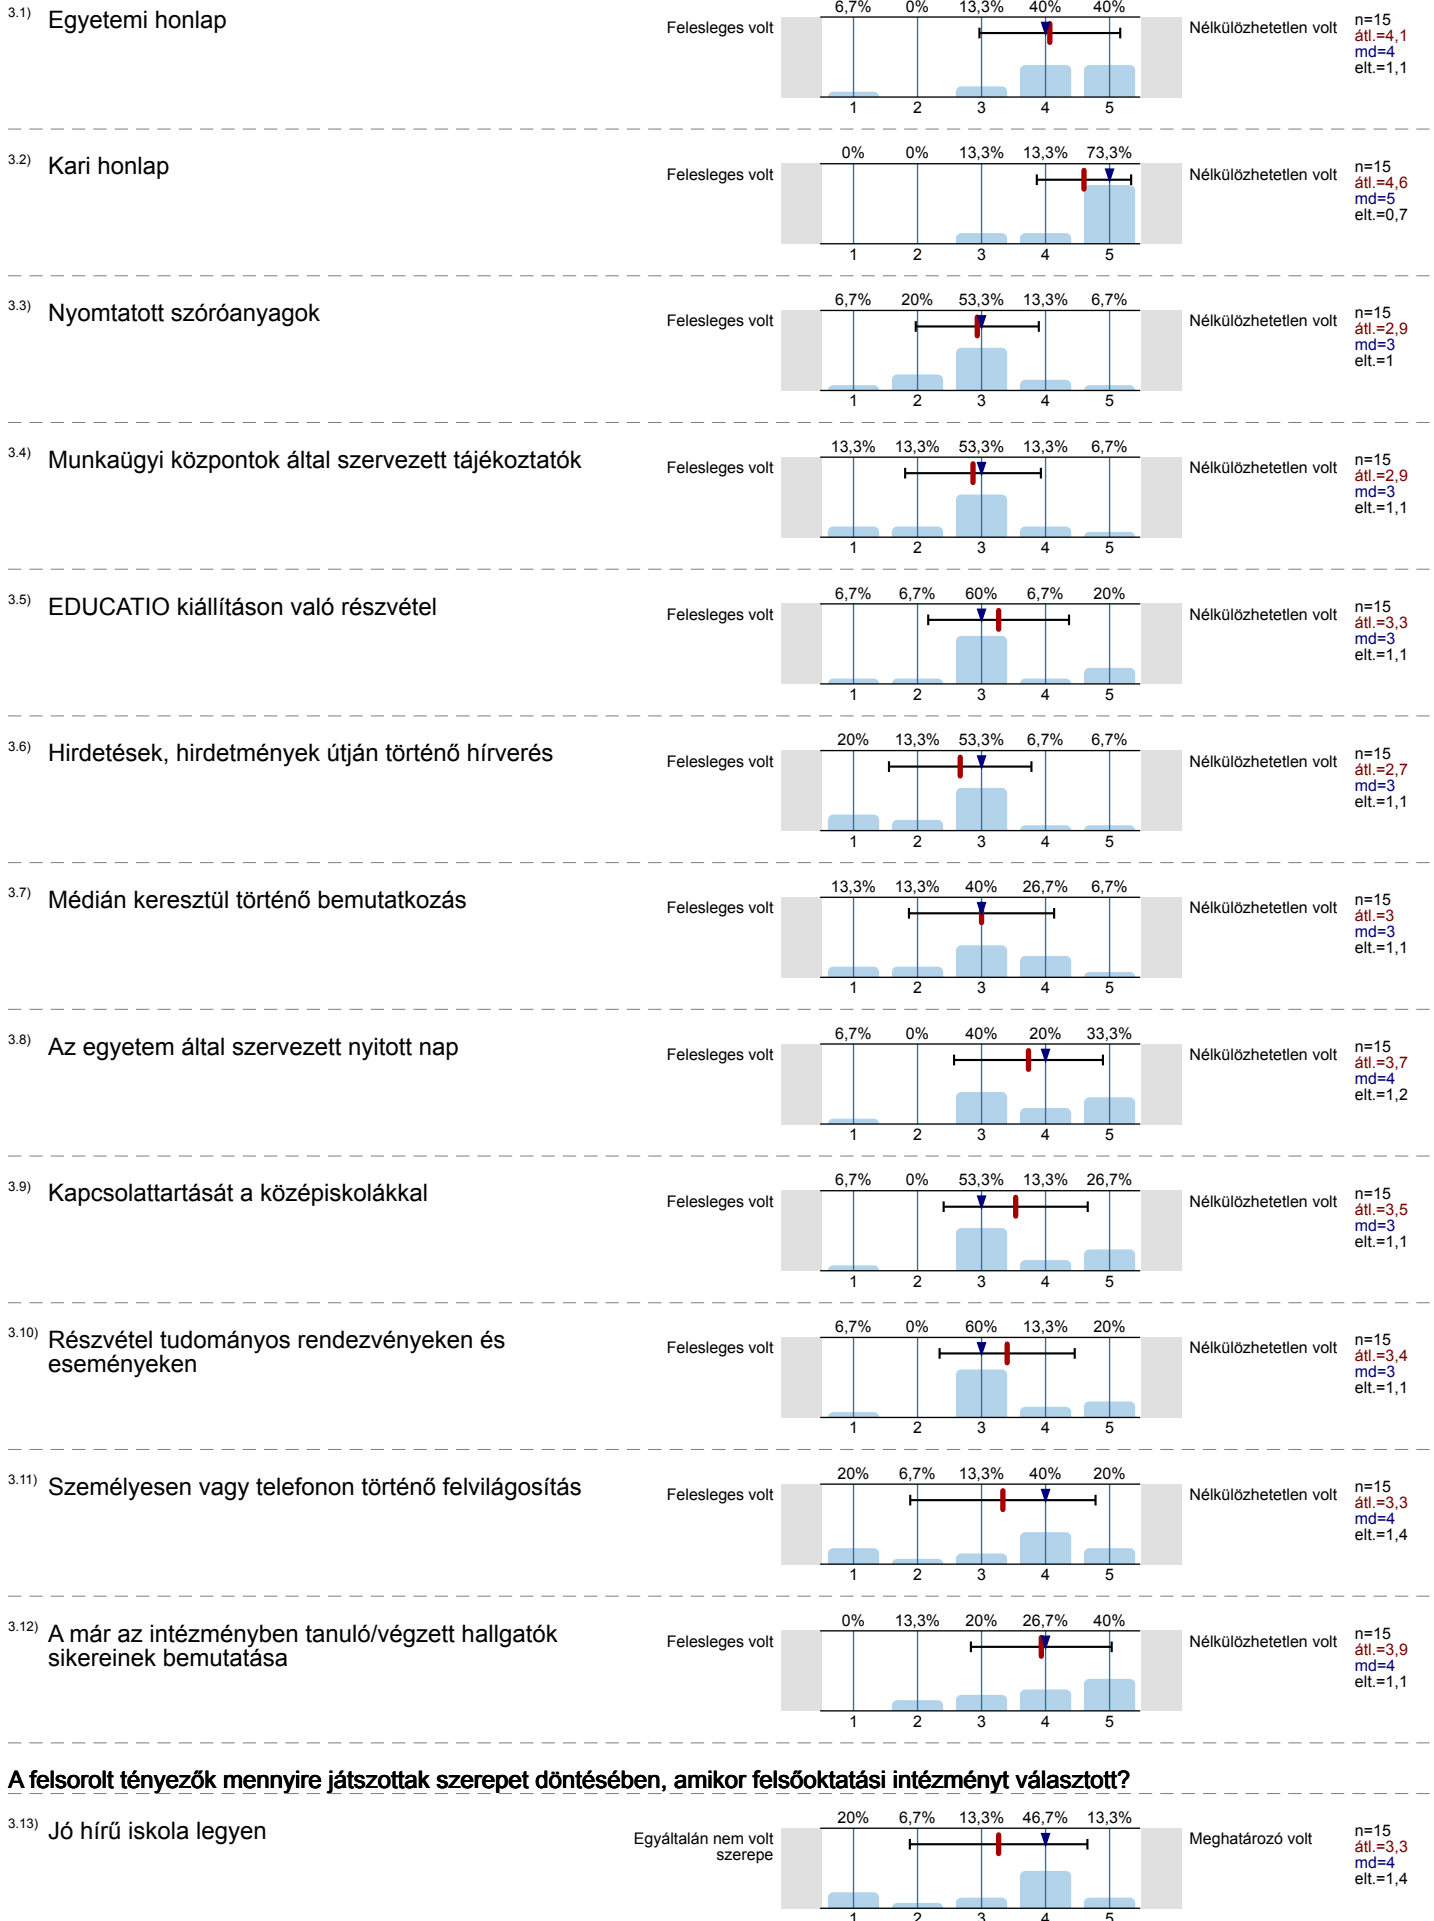 3.1) Egyetemi honlap
Felesleges volt
6,7% 0% 13,3% 40% 40%
1 2 3 4 5
Nélkülözhetetlen volt
n=15
átl.=4,1
md=4
elt.=1,1
3.2) Kari honlap
Felesleges volt
0% 0% 13,3% 13,3% 73,3%
1 2 3 4 5
Nélkülözhetetlen volt
n=15
átl.=4,6
md=5
elt.=0,7
3.3) Nyomtatott szóróanyagok
Felesleges volt
6,7% 20% 53,3% 13,3% 6,7%
1 2 3 4 5
Nélkülözhetetlen volt
n=15
átl.=2,9
md=3
elt.=1
3.4) Munkaügyi központok által szervezett tájékoztatók
Felesleges volt
13,3% 13,3% 53,3% 13,3% 6,7%
1 2 3 4 5
Nélkülözhetetlen volt
n=15
átl.=2,9
md=3
elt.=1,1
3.5) EDUCATIO kiállításon való részvétel
Felesleges volt
6,7% 6,7% 60% 6,7% 20%
1 2 3 4 5
Nélkülözhetetlen volt
n=15
átl.=3,3
md=3
elt.=1,1
3.6) Hirdetések, hirdetmények útján történő hírverés
Felesleges volt
20% 13,3% 53,3% 6,7% 6,7%
1 2 3 4 5
Nélkülözhetetlen volt
n=15
átl.=2,7
md=3
elt.=1,1
3.7) Médián keresztül történő bemutatkozás
Felesleges volt
13,3% 13,3% 40% 26,7% 6,7%
1 2 3 4 5
Nélkülözhetetlen volt
n=15
átl.=3
md=3
elt.=1,1
3.8) Az egyetem által szervezett nyitott nap
Felesleges volt
6,7% 0% 40% 20% 33,3%
1 2 3 4 5
Nélkülözhetetlen volt
n=15
átl.=3,7
md=4
elt.=1,2
3.9) Kapcsolattartását a középiskolákkal
Felesleges volt
6,7% 0% 53,3% 13,3% 26,7%
1 2 3 4 5
Nélkülözhetetlen volt
n=15
átl.=3,5
md=3
elt.=1,1
3.10) Részvétel tudományos rendezvényeken és
eseményeken
Felesleges volt
6,7% 0% 60% 13,3% 20%
1 2 3 4 5
Nélkülözhetetlen volt
n=15
átl.=3,4
md=3
elt.=1,1
3.11) Személyesen vagy telefonon történő felvilágosítás
Felesleges volt
20% 6,7% 13,3% 40% 20%
1 2 3 4 5
Nélkülözhetetlen volt
n=15
átl.=3,3
md=4
elt.=1,4
3.12) A már az intézményben tanuló/végzett hallgatók
sikereinek bemutatása
Felesleges volt
0% 13,3% 20% 26,7% 40%
1 2 3 4 5
Nélkülözhetetlen volt
n=15
átl.=3,9
md=4
elt.=1,1
A felsorolt tényezők mennyire játszottak szerepet döntésében, amikor felsőoktatási intézményt választott?
3.13) Jó hírű iskola legyen
Egyáltalán nem volt
szerepe
20% 6,7% 13,3% 46,7% 13,3%
1 2 3 4 5
Meghatározó volt
n=15
átl.=3,3
md=4
elt.=1,4